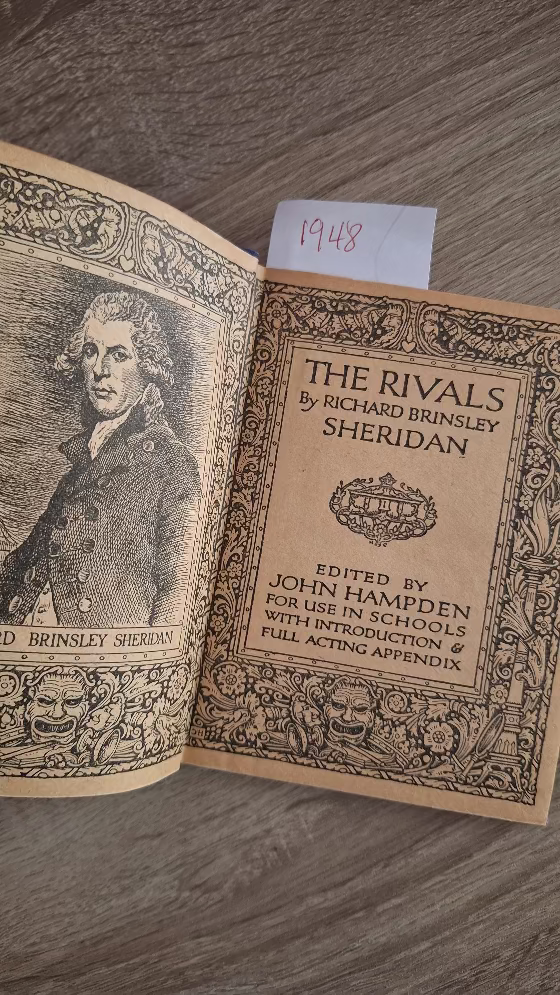 1948
RD BRINSLEY SHERIDAN
THE RIVALS
By RICHARD BRINSLEY
SHERIDAN
EDITED BY
JOHN HAMPDEN
FOR USE IN SCHOOLS
WITH INTRODUCTION &
FULL ACTING APPENDIX